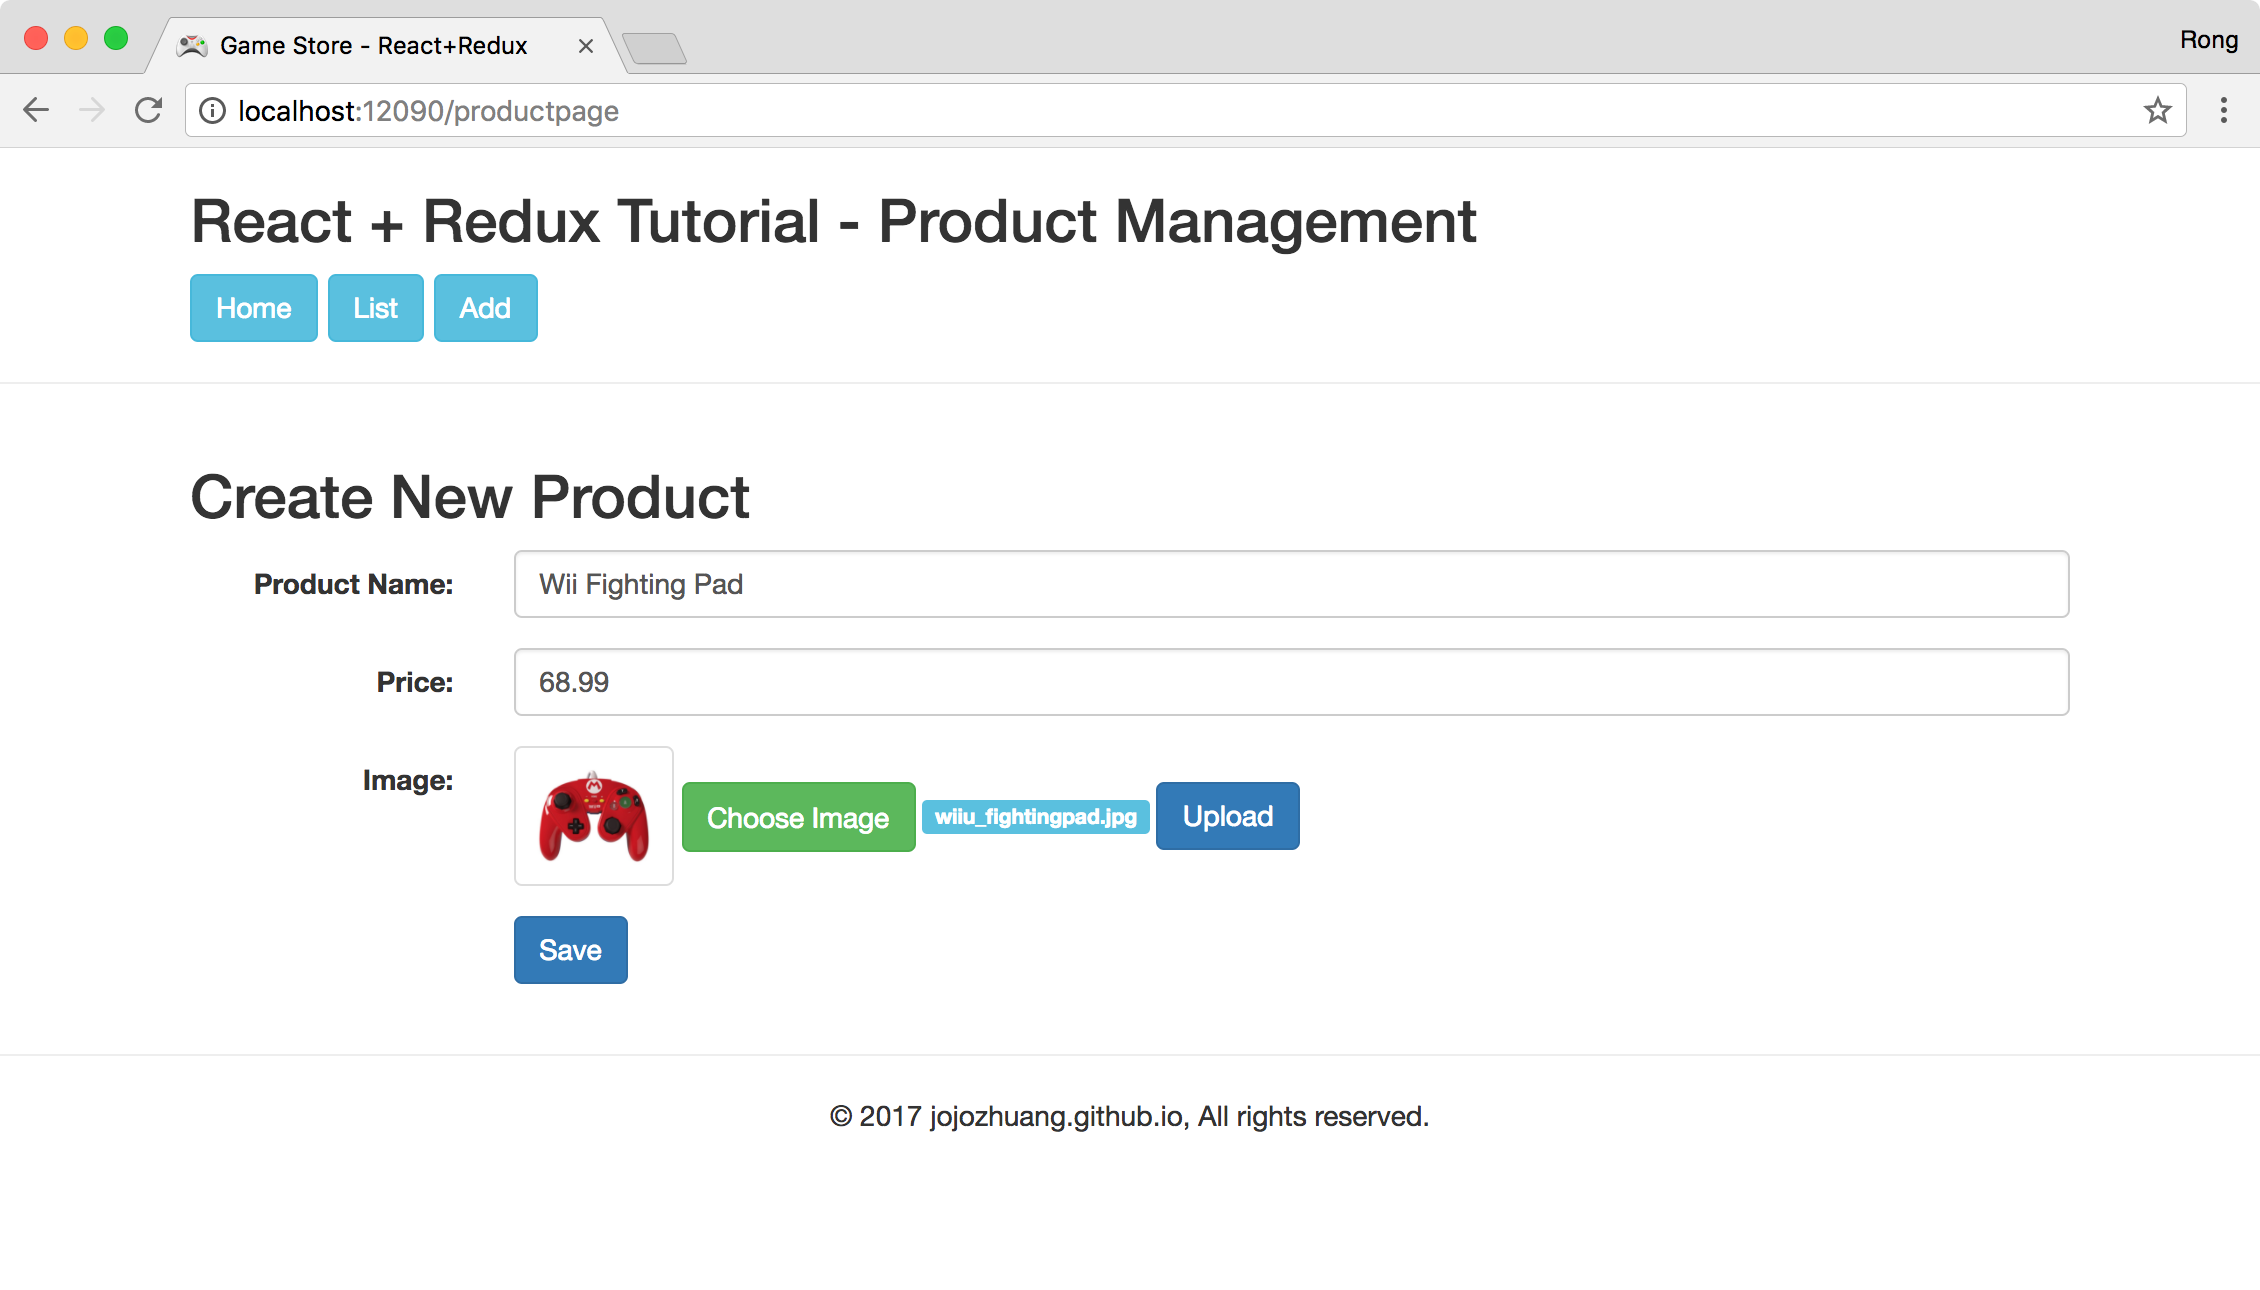 Game Store - React+Redux
Rong
localhost:12090/productpage
React + Redux Tutorial - Product Management
Home List Add
Create New Product
Product Name: Wii Fighting Pad
Price: 68.99
Image: M Choose Image wiiu_fightingpad.jpg Upload
Save
© 2017 jojozhuang.github.io, All rights reserved.